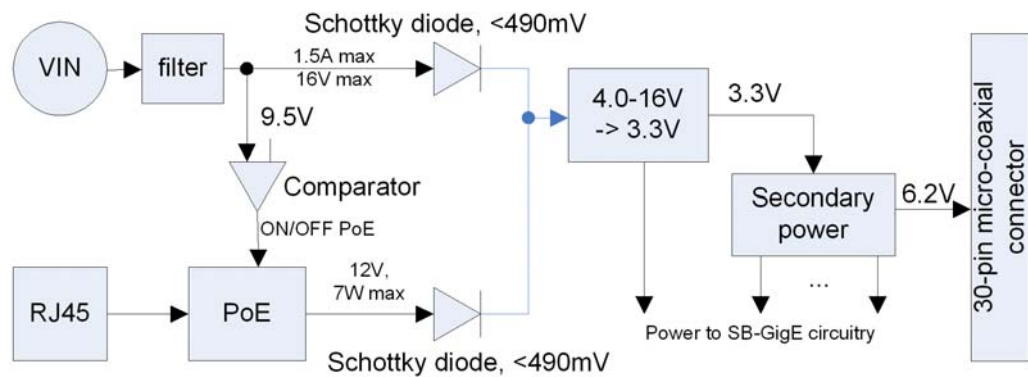 Schottky diode, <490mV
VIN
filter
1.5A max
16V max
9.5V
4.0-16V
-> 3.3V
3.3V
Comparator
ON/OFF PoE
Secondary
power
6.2V
30-pin micro-coaxial
connector
RJ45
PoE
12V,
7W max
...
Power to SB-GigE circuitry
Schottky diode, <490mV